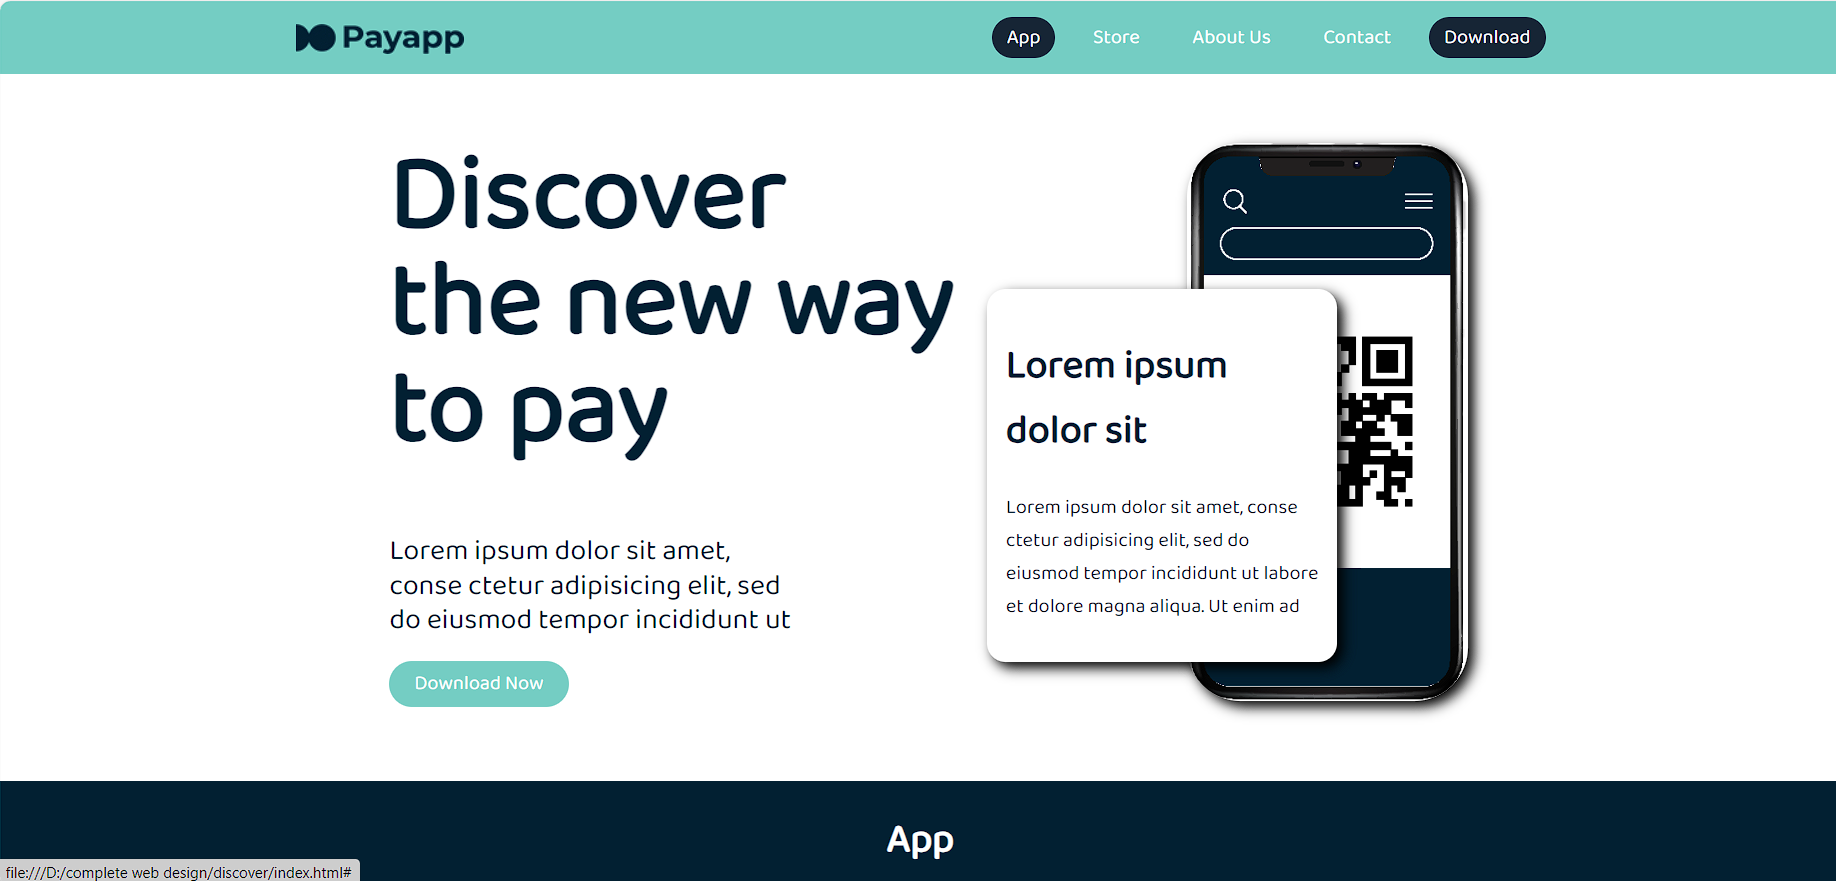 Payapp
App
Store
About Us
Contact
Download
Discover
the new way
to pay
Lorem ipsum dolor sit amet,
conse ctetur adipisicing elit, sed
do eiusmod tempor incididunt ut
Download Now
Lorem ipsum
dolor sit
Lorem ipsum dolor sit amet, conse
ctetur adipisicing elit, sed do
eiusmod tempor incididunt ut labore
et dolore magna aliqua. Ut enim ad
App
file:///D:/complete web design/discover/index.html#